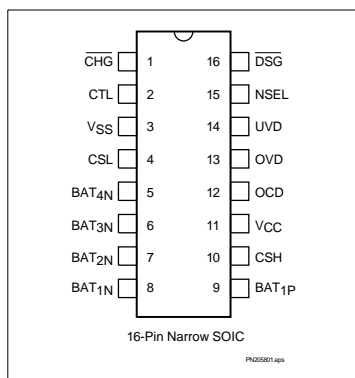 CHG 1 16 DSG
CTL 2 15 NSEL
VSS 3 14 UVD
CSL 4 13 OVD
BAT4N 5 12 OCD
BAT3N 6 11 VCC
BAT2N 7 10 CSH
BAT1N 8 9 BAT1P
16-Pin Narrow SOIC
PN205801.eps